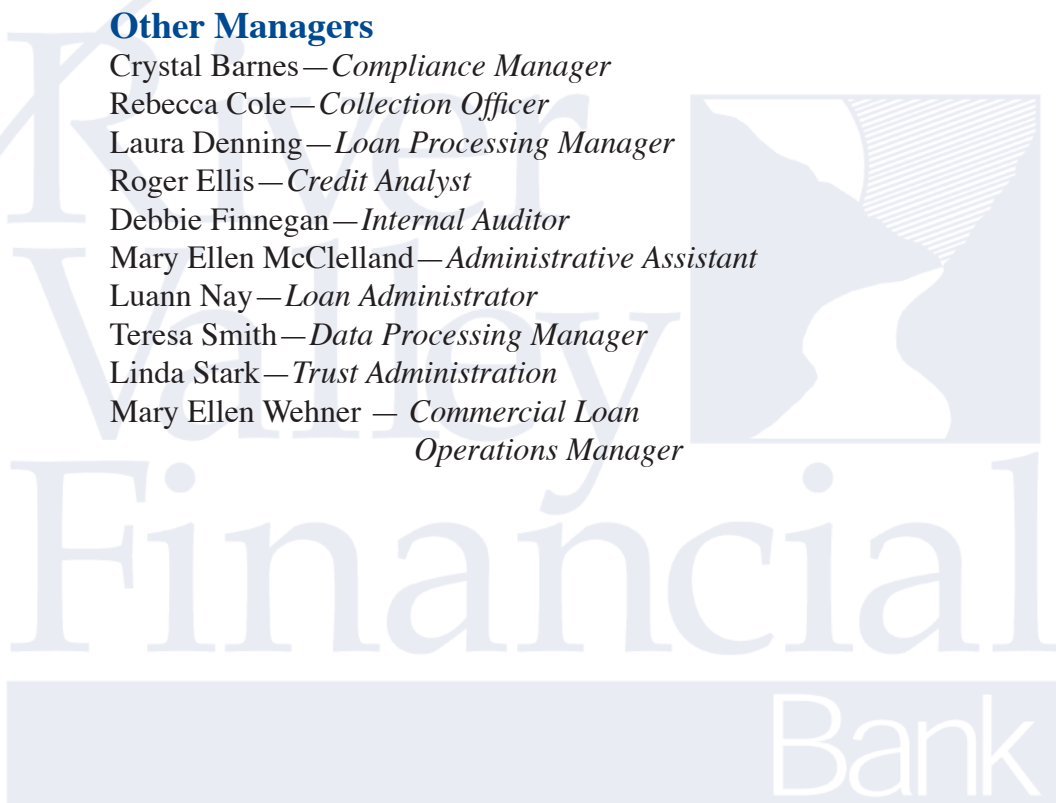 Other Managers
Crystal Barnes—Compliance Manager
Rebecca Cole—Collection Officer
Laura Denning—Loan Processing Manager
Roger Ellis—Credit Analyst
Debbie Finnegan—Internal Auditor
Mary Ellen McClelland—Administrative Assistant
Luann Nay—Loan Administrator
Teresa Smith—Data Processing Manager
Linda Stark—Trust Administration
Mary Ellen Wehner — Commercial Loan
Operations Manager
River
Valley
Financial
Bank